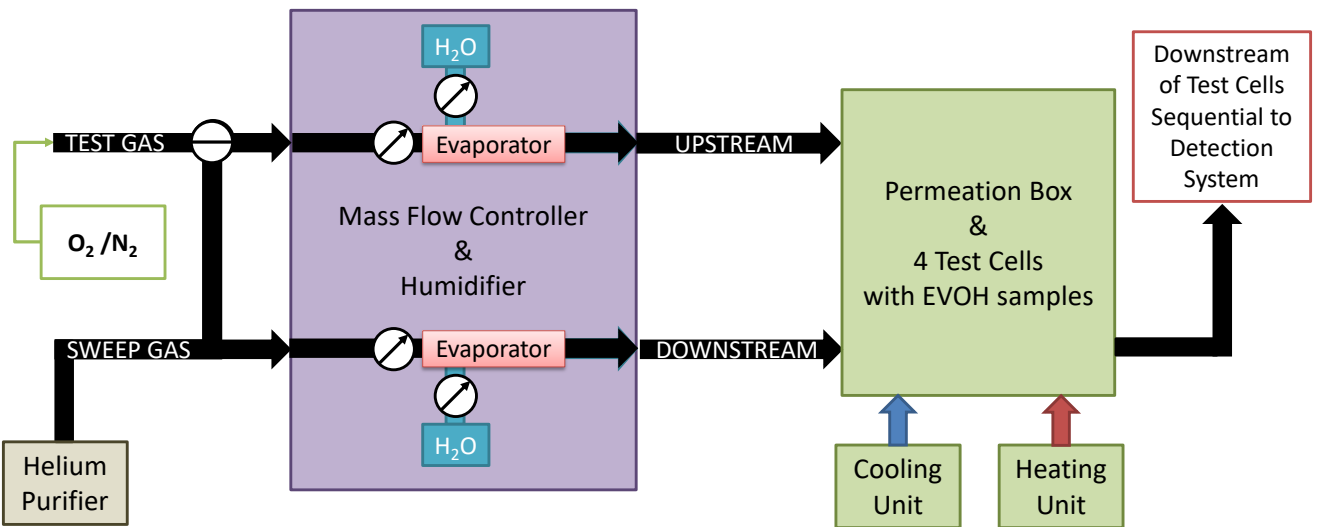 H₂O
TEST GAS
Evaporator
UPSTREAM
O₂ /N₂
Mass Flow Controller
&
Humidifier
SWEEP GAS
Evaporator
DOWNSTREAM
H₂O
Helium
Purifier
Permeation Box
&
4 Test Cells
with EVOH samples
Cooling
Unit
Heating
Unit
Downstream
of Test Cells
Sequential to
Detection
System